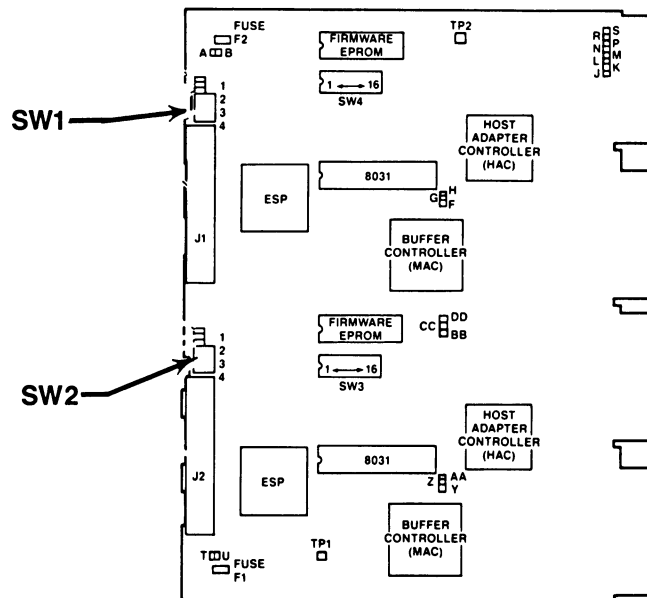 FUSE
F2
A B
FIRMWARE
EPROM
TP2
R S
N P
L M
J K
1 ↔ 16
SW4
SW1
1
2
3
4
HOST
ADAPTER
CONTROLLER
(HAC)
8031
ESP
G H
F
J1
BUFFER
CONTROLLER
(MAC)
FIRMWARE
EPROM
CC DD
BB
1
2
3
4
1 ↔ 16
SW3
SW2
HOST
ADAPTER
CONTROLLER
(HAC)
8031
J2
ESP
Z AA
Y
BUFFER
CONTROLLER
(MAC)
T U
TP1
FUSE
F1